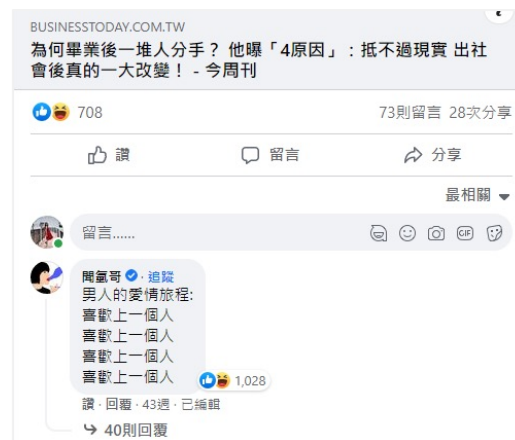 BUSINESSTODAY.COM.TW
為何畢業後一堆人分手？ 他曝「4原因」：抵不過現實 出社
會後真的一大改變！ - 今周刊
708
73則留言 28次分享
讚
留言
分享
最相關
留言......
GIF
聞氫哥 · 追蹤
男人的愛情旅程:
喜歡上一個人
喜歡上一個人
喜歡上一個人
喜歡上一個人
1,028
讚 · 回覆 · 43週 · 已編輯
40則回覆